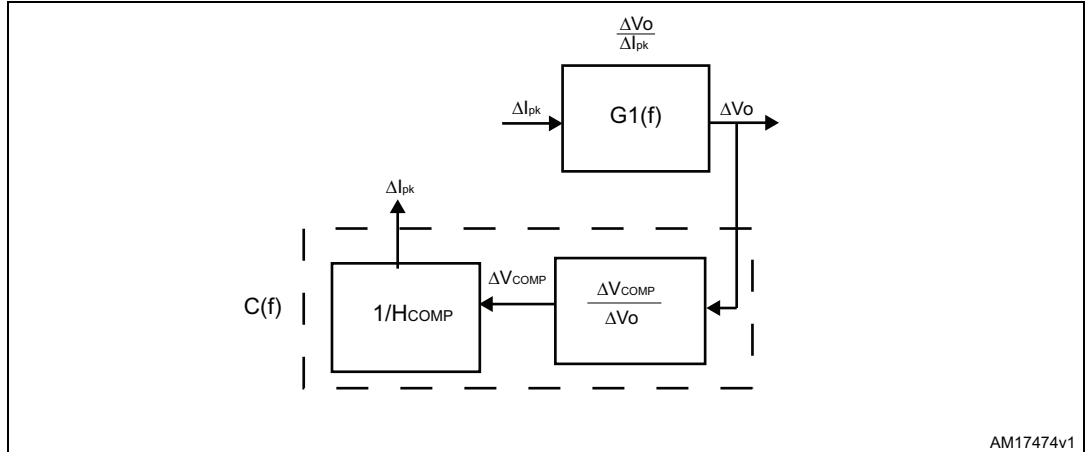 ΔVo
ΔIpk
ΔIpk
G1(f)
ΔVo
ΔIpk
C(f)
1/HCOMP
ΔVCOMP
ΔVCOMP
ΔVo
AM17474v1